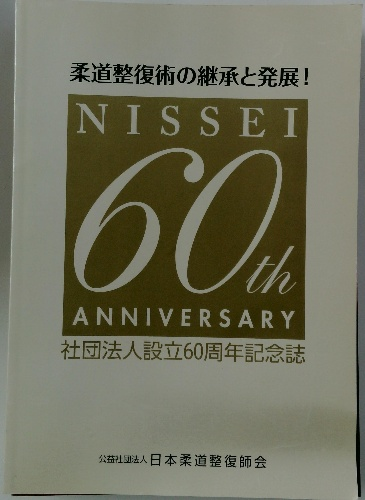 柔道整復術の継承と発展！
NISSEI
60th
ANNIVERSARY
社団法人設立60周年記念誌
公益社団法人 日本柔道整復師会